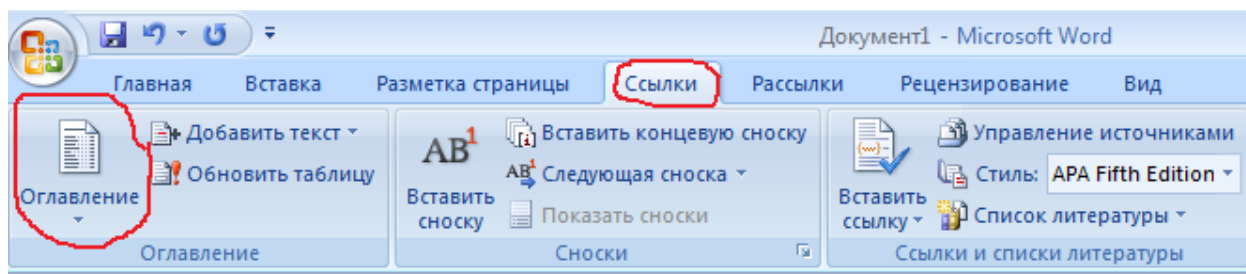 Документ1 - Microsoft Word
Главная Вставка Разметка страницы Ссылки Рассылки Рецензирование Вид
Оглавление
Добавить текст
Обновить таблицу
Оглавление
AB1
Вставить
сноску
Вставить концевую сноску
AB1 Следующая сноска
Показать сноски
Сноски
Вставить
ссылку
Управление источниками
Стиль: APA Fifth Edition
Список литературы
Ссылки и списки литературы